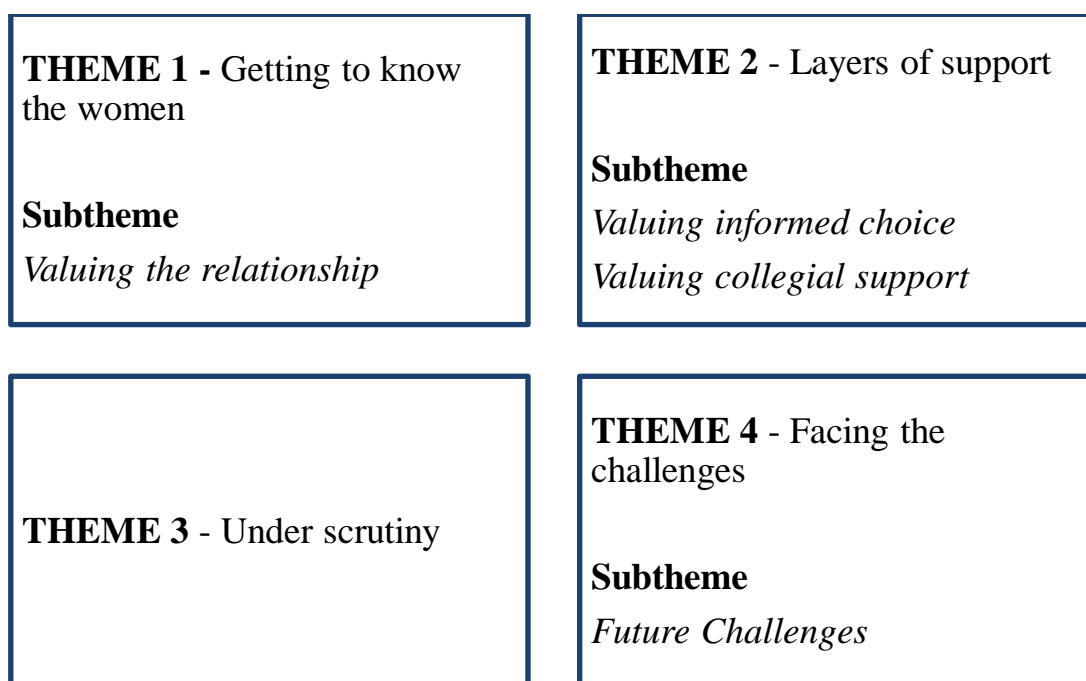 THEME 1 - Getting to know
the women
Subtheme
Valuing the relationship
THEME 2 - Layers of support
Subtheme
Valuing informed choice
Valuing collegial support
THEME 3 - Under scrutiny
THEME 4 - Facing the
challenges
Subtheme
Future Challenges